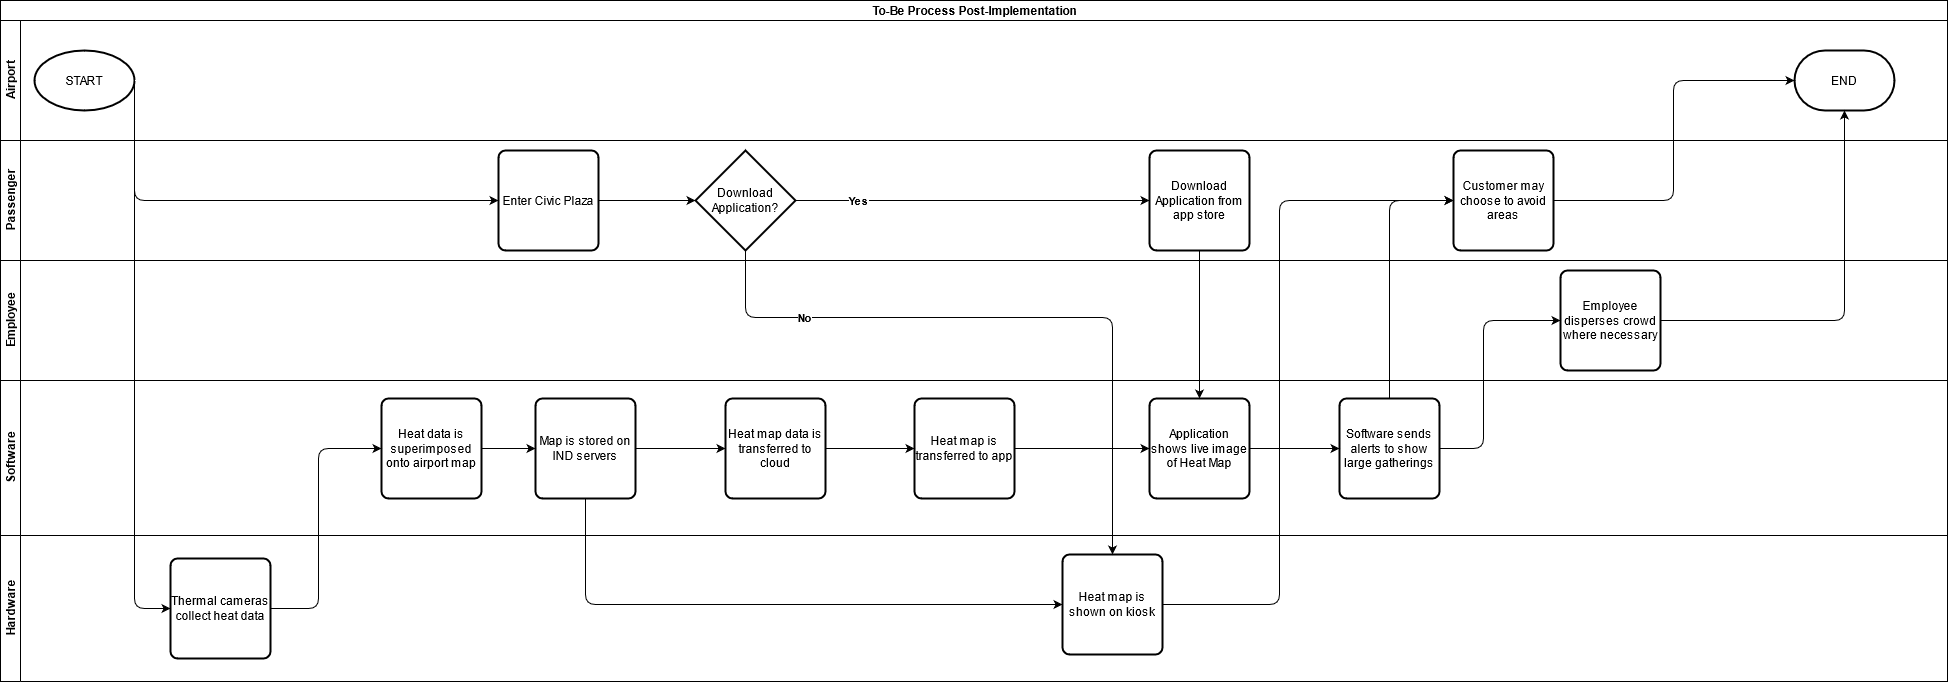 To-Be Process Post-Implementation
Airport
START
END
Passenger
Enter Civic Plaza
Download
Application?
Yes
Download
Application from
app store
Customer may
choose to avoid
areas
Employee
No
Employee
disperses crowd
where necessary
Software
Heat data is
superimposed
onto airport map
Map is stored on
IND servers
Heat map data is
transferred to
cloud
Heat map is
transferred to app
Application
shows live image
of Heat Map
Software sends
alerts to show
large gatherings
Hardware
Thermal cameras
collect heat data
Heat map is
shown on kiosk